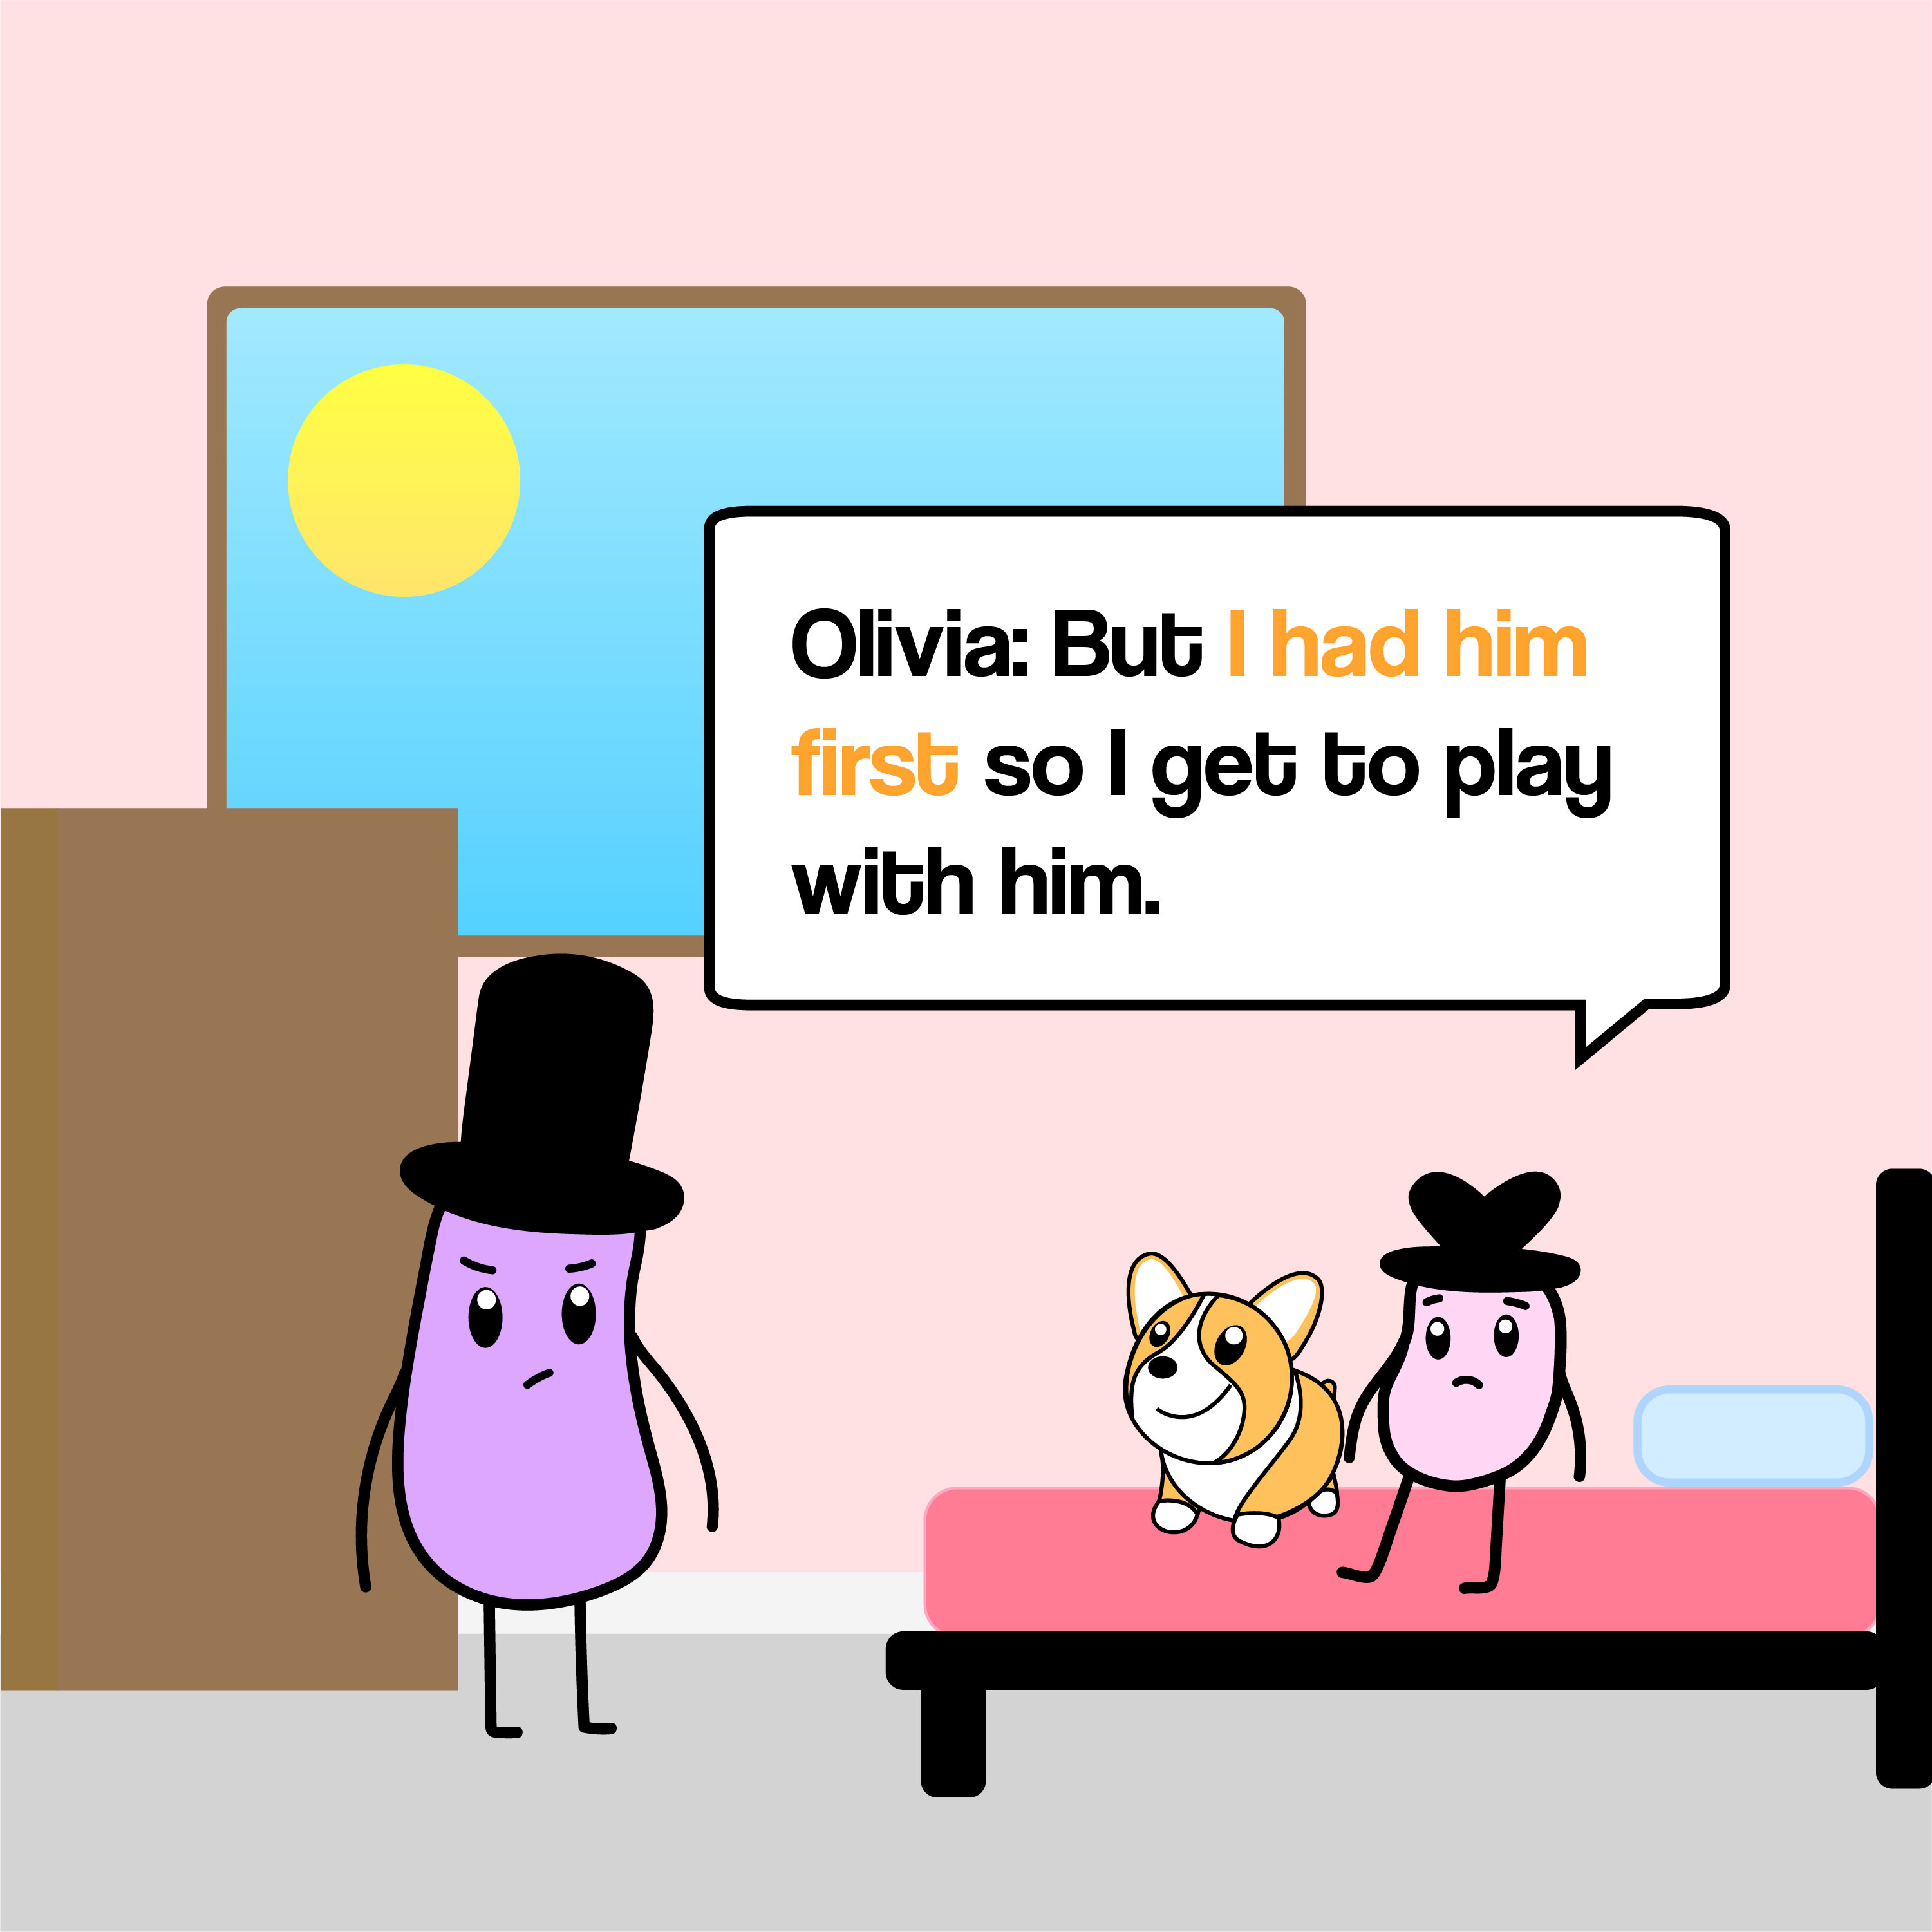 Olivia: But I had him
first so I get to play
with him.